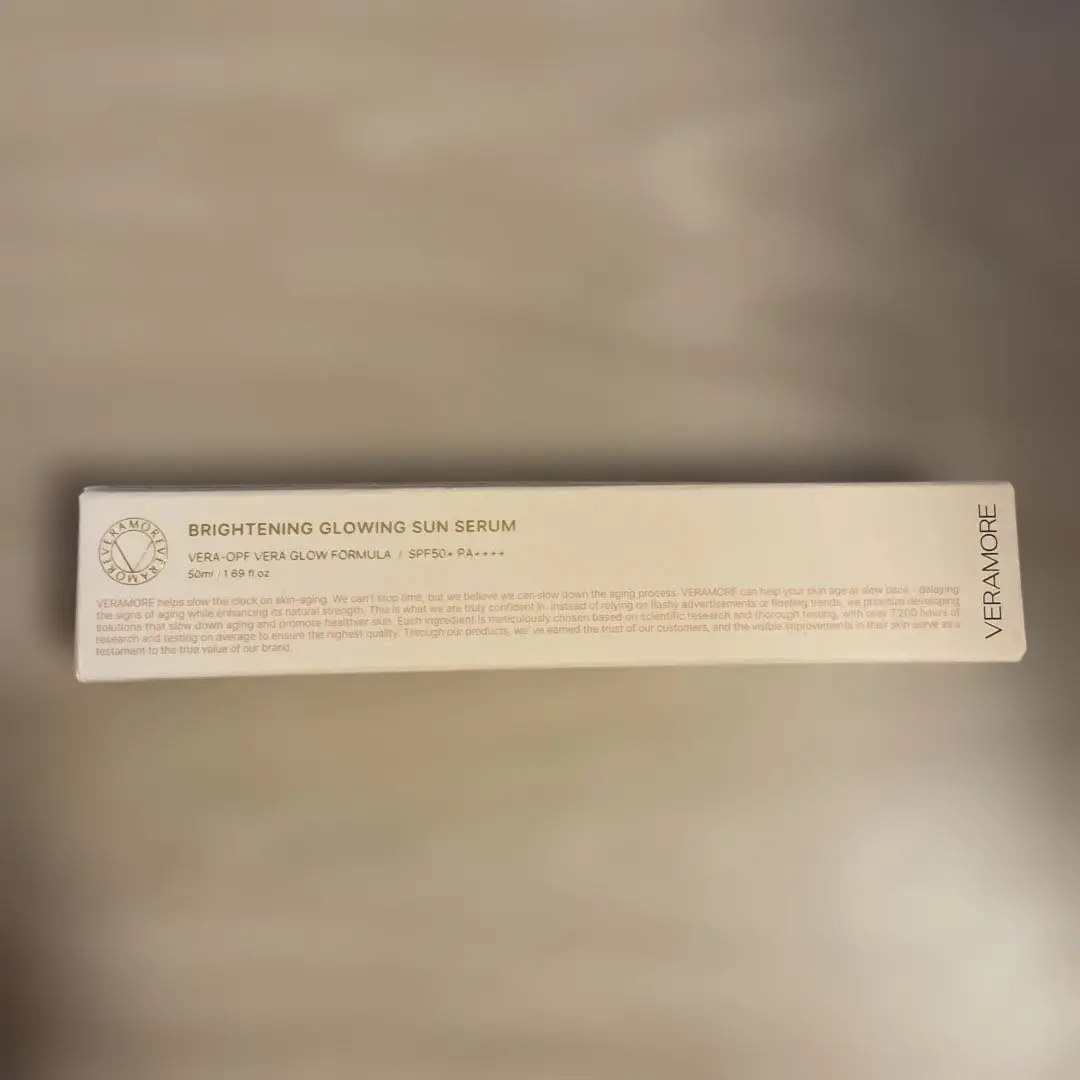 VERAMOREVERAMOREVERAMORE
BRIGHTENING GLOWING SUN SERUM
VERA-OPF VERA GLOW FORMULA / SPF50+ PA++++
50ml / 1.69 fl.oz
VERAMORE helps slow the clock on skin-aging. We can't stop time, but we believe we can slow down the aging process. VERAMORE can help your skin age at slow pace - delaying
the signs of aging while enhancing its natural strength. This is what we are truly confident in. Instead of relying on flashy advertisements or fleeting trends, we prioritize developing
solutions that slow down aging and promote healthier skin. Each ingredient is meticulously chosen based on scientific research and thorough testing, with over 7,200 hours of
research and testing on average to ensure the highest quality. Through our products, we've earned the trust of our customers, and the visible improvements in their skin serve as a
testament to the true value of our brand.
VERAMORE